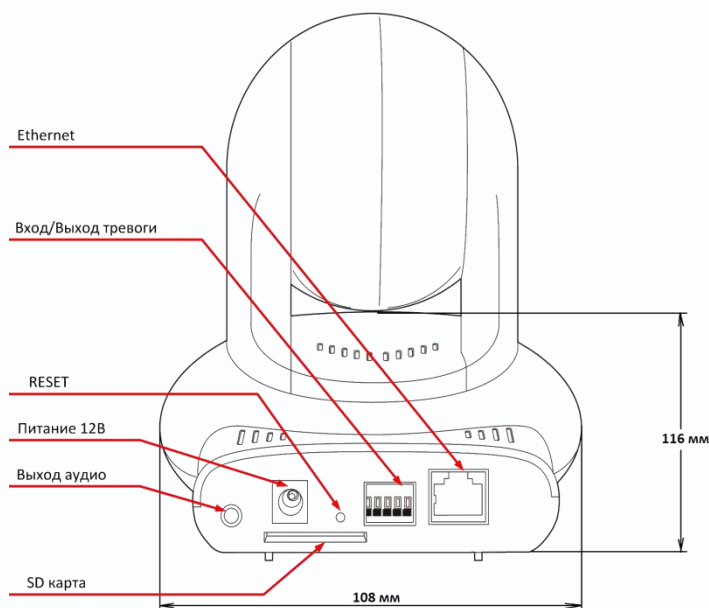 Ethernet
Вход/Выход тревоги
RESET
Питание 12В
Выход аудио
SD карта
116 мм
108 мм